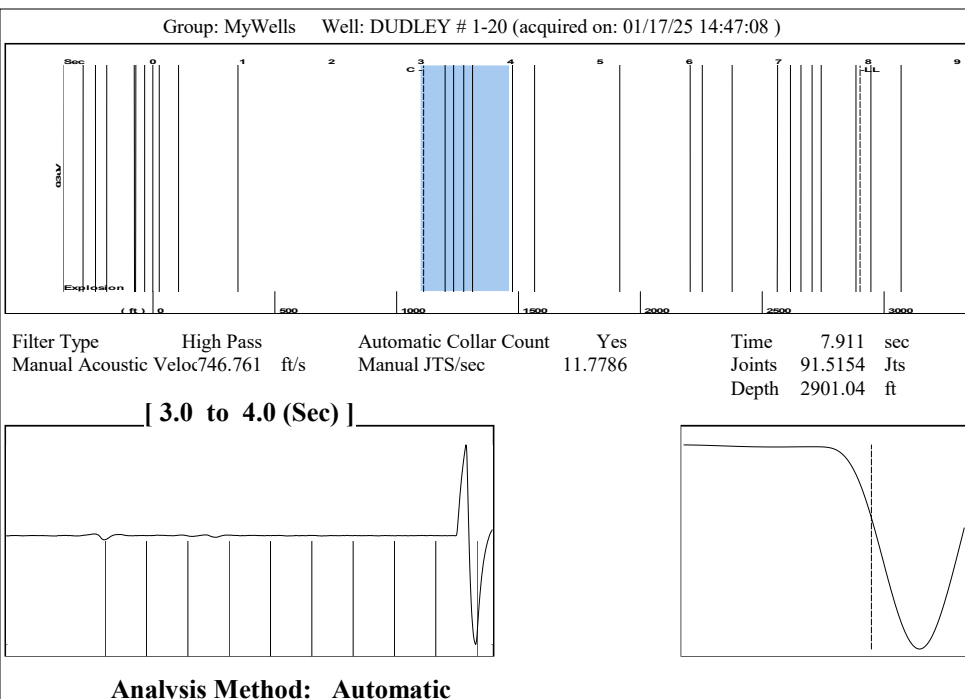 Group: MyWells Well: DUDLEY # 1-20 (acquired on: 01/17/25 14:47:08 )
Sec 0 1 2 3 4 5 6 7 8 9
C LL
Explosion
( ft ) 0 500 1000 1500 2000 2500 3000
Filter Type High Pass Automatic Collar Count Yes Time 7.911 sec
Manual Acoustic Veloc746.761 ft/s Manual JTS/sec 11.7786 Joints 91.5154 Jts
Depth 2901.04 ft
[ 3.0 to 4.0 (Sec) ]
Analysis Method: Automatic